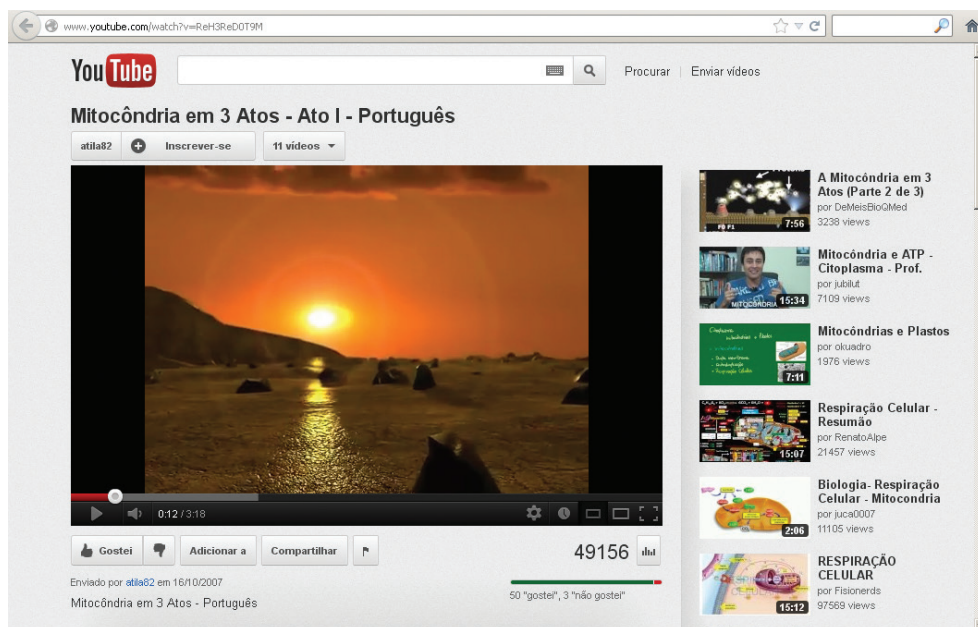 www.youtube.com/watch?v=ReH3ReD0T9M
YouTube
Procurar | Enviar vídeos
Mitocôndria em 3 Atos - Ato I - Português
atila82 Inscrever-se 11 vídeos
0:12 / 3:18
Gostei Adicionar a Compartilhar 49156
Enviado por atila82 em 16/10/2007
50 "gostei", 3 "não gostei"
Mitocôndria em 3 Atos - Português
7:56
A Mitocôndria em 3
Atos (Parte 2 de 3)
por DeMeisBioQMed
3238 views
MITOCÔNDRIA
15:34
Mitocôndria e ATP -
Citoplasma - Prof.
por jubilut
7109 views
7:11
Mitocôndrias e Plastos
por okuadro
1976 views
15:07
Respiração Celular -
Resumão
por RenatoAlpe
21457 views
2:06
Biologia- Respiração
Celular - Mitocondria
por juca0007
11105 views
15:12
RESPIRAÇÃO
CELULAR
por Fisionerds
97569 views